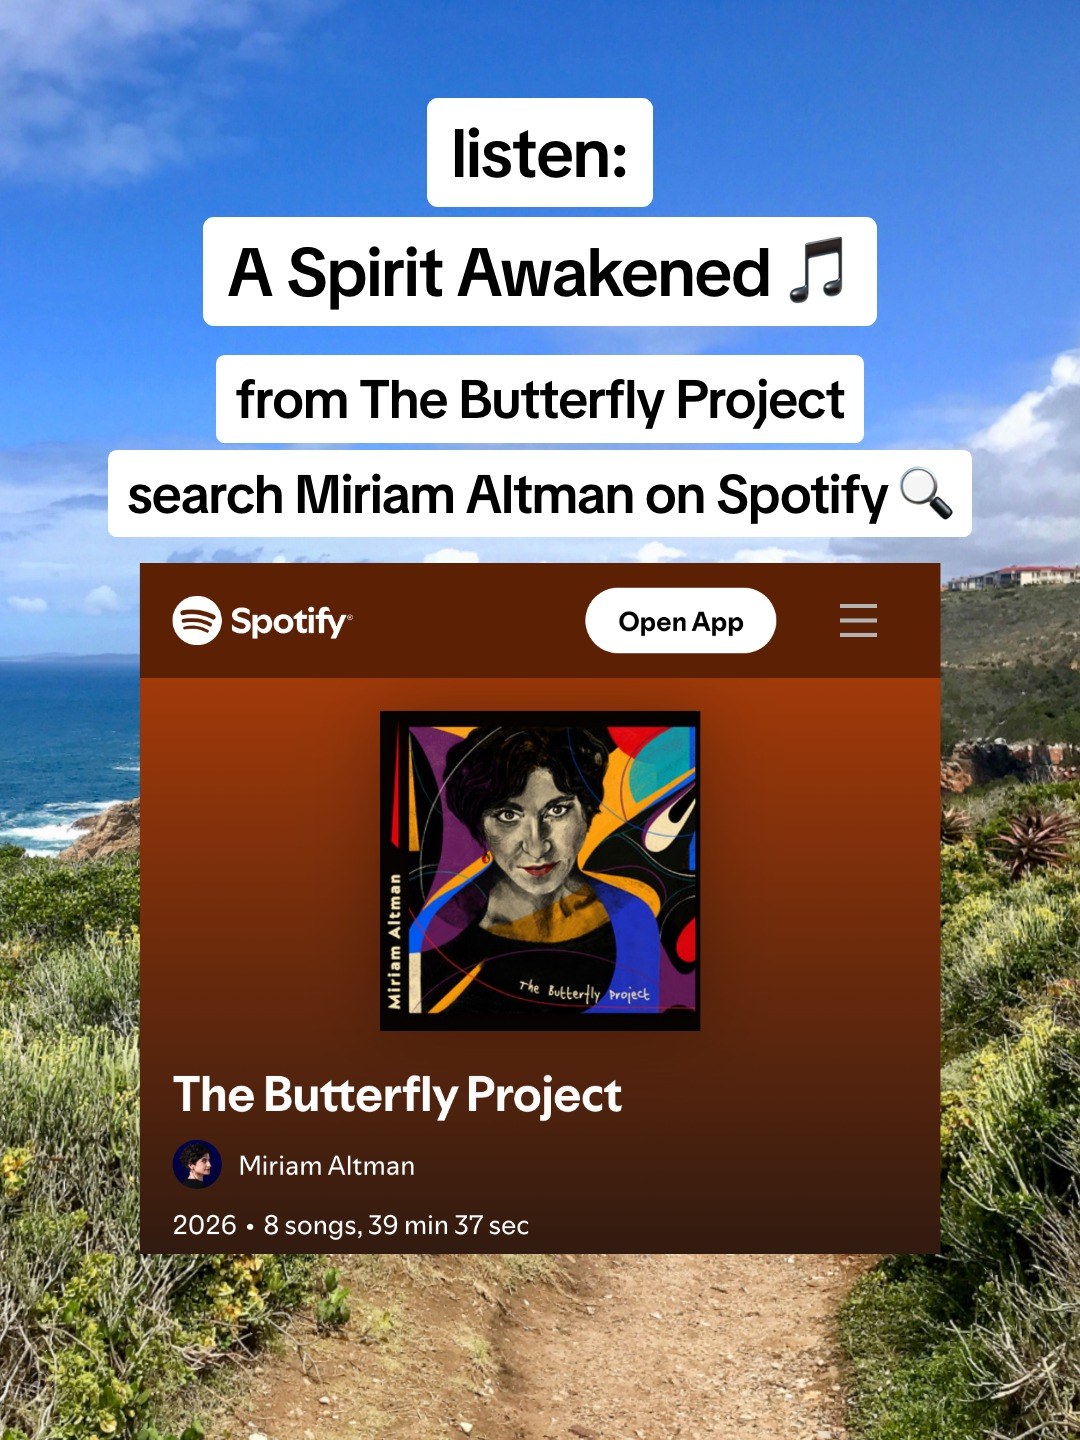 listen:
A Spirit Awakened 🎵
from The Butterfly Project
search Miriam Altman on Spotify 🔍
Spotify®
Open App
Miriam Altman
The Butterfly Project
The Butterfly Project
Miriam Altman
2026 • 8 songs, 39 min 37 sec